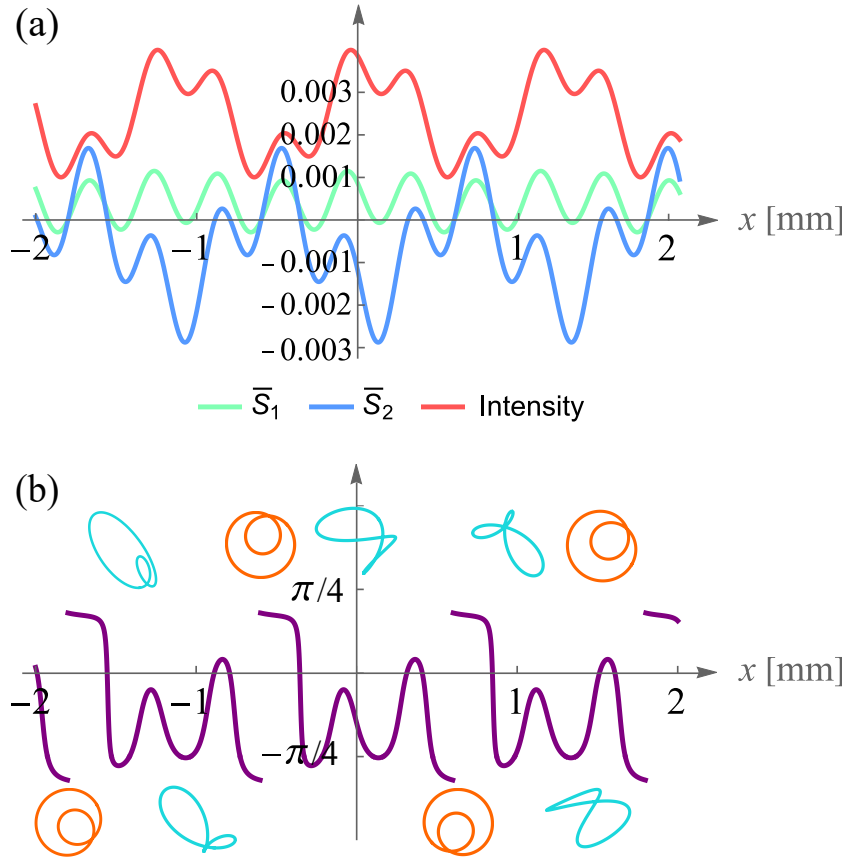 (a)
0.003
0.002
0.001
x [mm]
−2
−1
1
2
−0.001
−0.002
−0.003
S̅₁ S̅₂ Intensity
(b)
π/4
x [mm]
−2
−1
1
2
−π/4